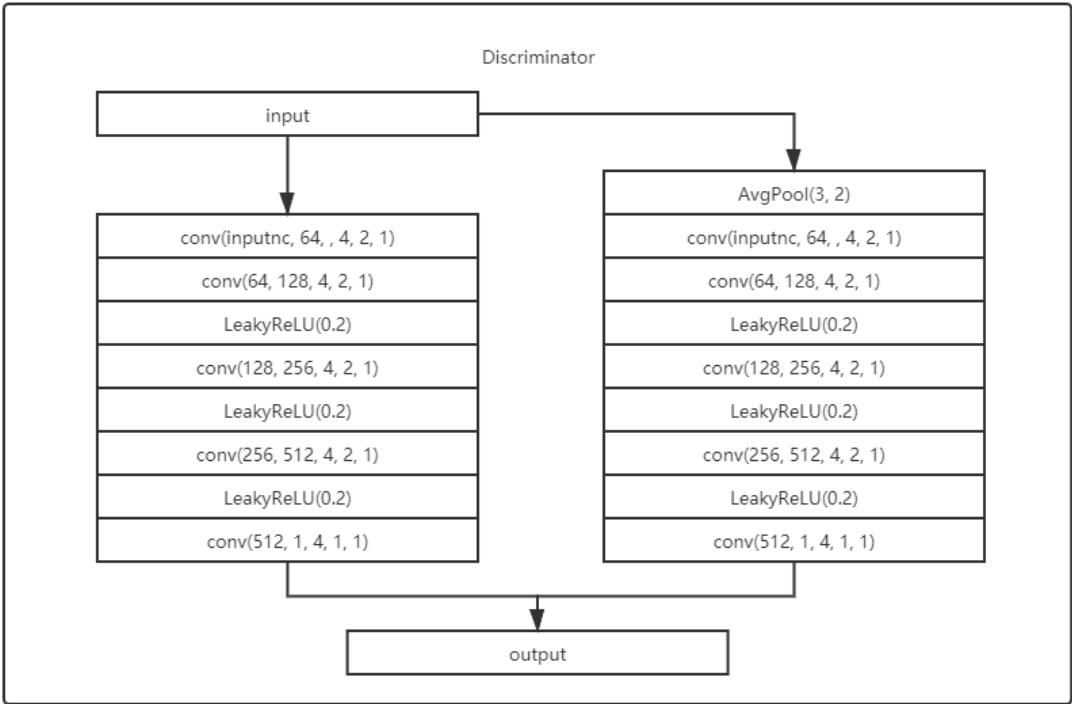 Discriminator
input
conv(inputnc, 64, , 4, 2, 1)
conv(64, 128, 4, 2, 1)
LeakyReLU(0.2)
conv(128, 256, 4, 2, 1)
LeakyReLU(0.2)
conv(256, 512, 4, 2, 1)
LeakyReLU(0.2)
conv(512, 1, 4, 1, 1)
AvgPool(3, 2)
conv(inputnc, 64, , 4, 2, 1)
conv(64, 128, 4, 2, 1)
LeakyReLU(0.2)
conv(128, 256, 4, 2, 1)
LeakyReLU(0.2)
conv(256, 512, 4, 2, 1)
LeakyReLU(0.2)
conv(512, 1, 4, 1, 1)
output